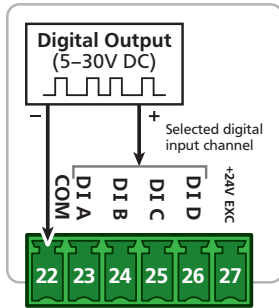 Digital Output
(5–30V DC)
– +
Selected digital
input channel
COM DI A DI B DI C DI D +24V EXC
22 23 24 25 26 27